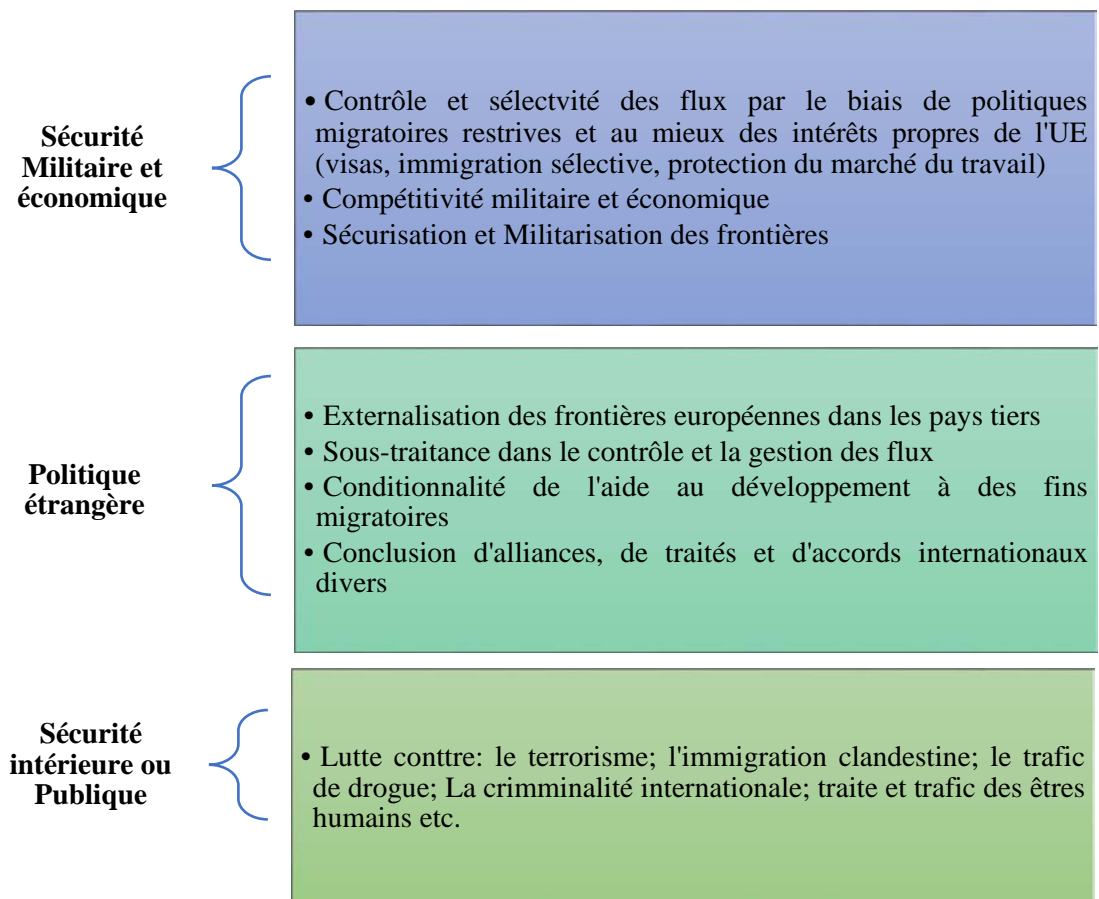 Sécurité
Militaire et
économique
• Contrôle et sélectvité des flux par le biais de politiques
migratoires restrives et au mieux des intérêts propres de l'UE
(visas, immigration sélective, protection du marché du travail)
• Compétitivité militaire et économique
• Sécurisation et Militarisation des frontières
Politique
étrangère
• Externalisation des frontières européennes dans les pays tiers
• Sous-traitance dans le contrôle et la gestion des flux
• Conditionnalité de l'aide au développement à des fins
migratoires
• Conclusion d'alliances, de traités et d'accords internationaux
divers
Sécurité
intérieure ou
Publique
• Lutte conttre: le terrorisme; l'immigration clandestine; le trafic
de drogue; La crimminalité internationale; traite et trafic des êtres
humains etc.